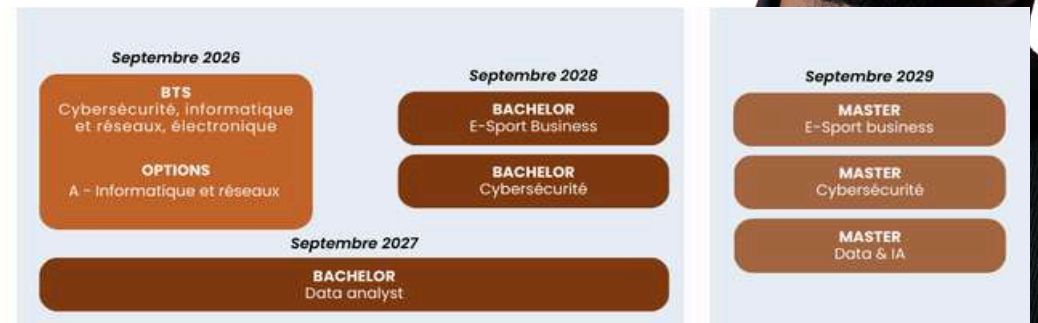 Septembre 2026
BTS
Cybersécurité, informatique
et réseaux, électronique
OPTIONS
A - Informatique et réseaux
Septembre 2028
BACHELOR
E-Sport Business
BACHELOR
Cybersécurité
Septembre 2027
BACHELOR
Data analyst
Septembre 2029
MASTER
E-Sport business
MASTER
Cybersécurité
MASTER
Data & IA